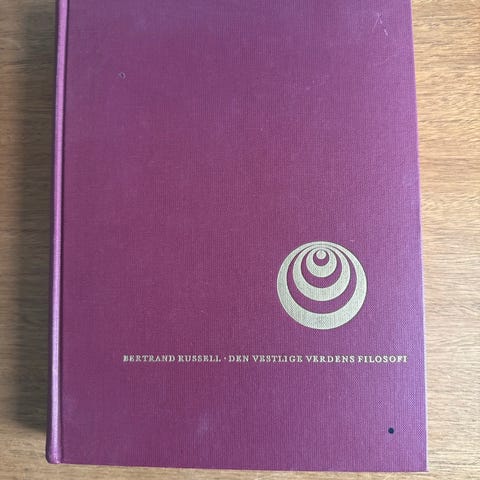 BERTRAND RUSSELL · DEN VESTLIGE VERDENS FILOSOFI